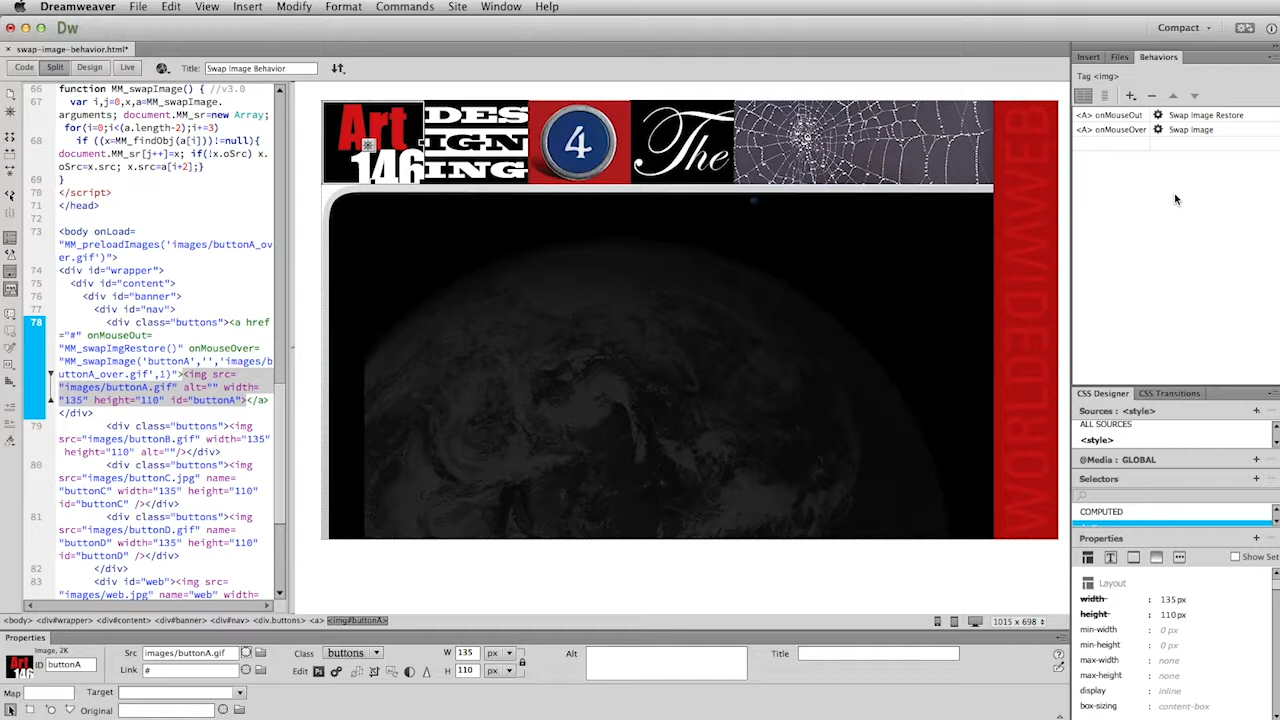 Dreamweaver File Edit View Insert Modify Format Commands Site Window Help
Dw Compact
swap-image-behavior.html*
Code Split Design Live Title: Swap Image Behavior
66 function MM_swapImage() { //v3.0
67 var i,j=0,x,a=MM_swapImage.
arguments; document.MM_sr=new Array;
for(i=0;i<(a.length-2);i+=3)
68 if ((x=MM_findObj(a[i]))!=null){
document.MM_sr[j++]=x; if(!x.oSrc) x.
oSrc=x.src; x.src=a[i+2];}
69 }
70 </script>
71 </head>
72
73 <body onLoad=
"MM_preloadImages('images/buttonA_ov
er.gif')">
74 <div id="wrapper">
75 <div id="content">
76 <div id="banner">
77 <div id="nav">
78 <div class="buttons"><a href
="#" onMouseOut=
"MM_swapImgRestore()" onMouseOver=
"MM_swapImage('buttonA','','images/b
uttonA_over.gif',1)"><img src=
"images/buttonA.gif" alt="" width=
"135" height="110" id="buttonA"></a>
</div>
79 <div class="buttons"><img
src="images/buttonB.gif" width="135"
height="110" alt=""/></div>
80 <div class="buttons"><img
src="images/buttonC.jpg" name=
"buttonC" width="135" height="110"
id="buttonC" /></div>
81 <div class="buttons"><img
src="images/buttonD.gif" name=
"buttonD" width="135" height="110"
id="buttonD" /></div>
82 </div>
83 <div id="web"><img src=
"images/web.jpg" name="web" width=
Art
146
DES
IGN
ING
4
The
WORLDEDIWWEB
Insert Files Behaviors
Tag <img>
<A> onMouseOut Swap Image Restore
<A> onMouseOver Swap Image
CSS Designer CSS Transitions
Sources : <style>
ALL SOURCES
<style>
@Media : GLOBAL
Selectors
COMPUTED
Properties
Show Set
Layout
width : 135 px
height : 110 px
min-width : 0 px
min-height : 0 px
max-width : none
max-height : none
display : inline
box-sizing : content-box
<body> <div#wrapper> <div#content> <div#banner> <div#nav> <div.buttons> <a> <img#buttonA>
1015 x 698
Properties
Image, 2K Src images/buttonA.gif Class buttons W 135 px Alt Title
ID buttonA Link # Edit H 110 px
Map Target
Original